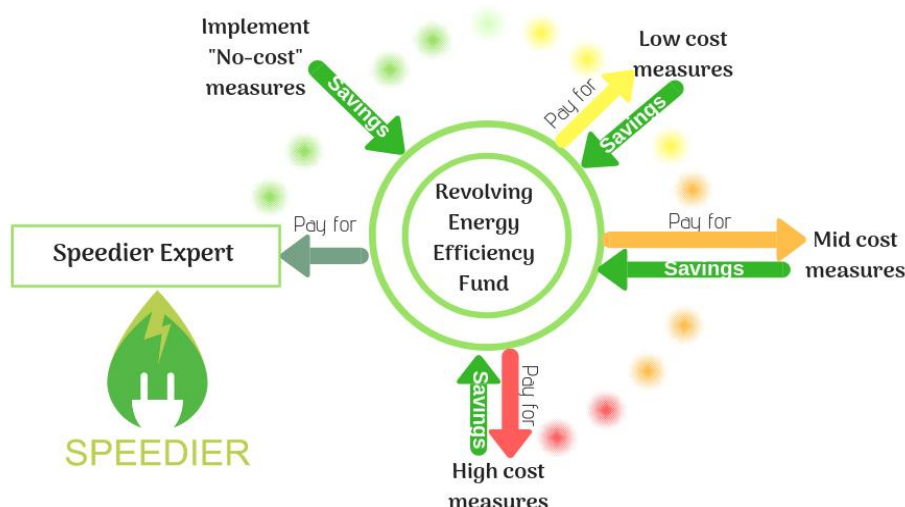 Implement
"No-cost"
measures
Savings
Low cost
measures
Pay for
Savings
Revolving
Energy
Efficiency
Fund
Pay for
Speedier Expert
Pay for
Savings
Mid cost
measures
Savings
Pay for
High cost
measures
SPEEDIER